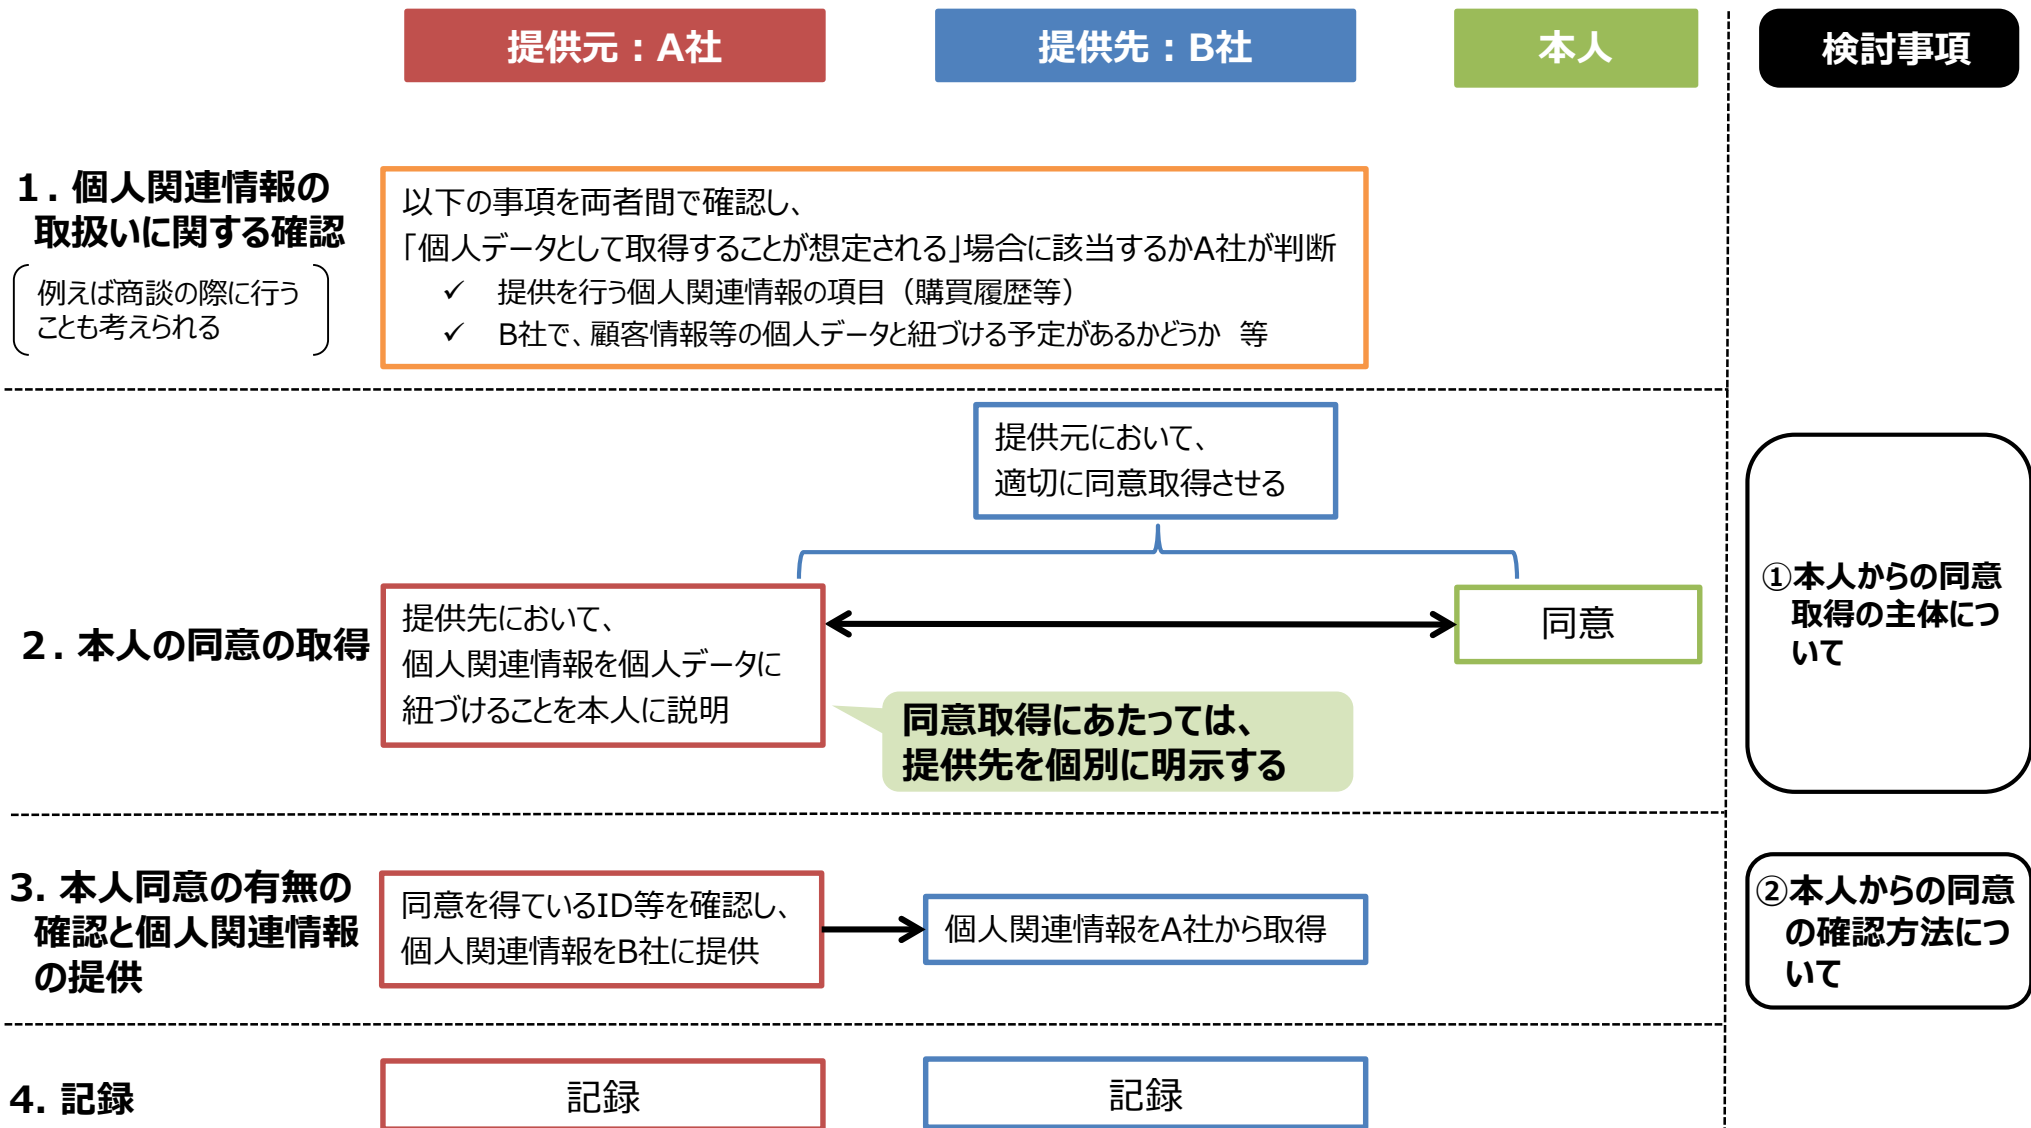 提供元：A社
提供先：B社
本人
検討事項
1．個人関連情報の
取扱いに関する確認
例えば商談の際に行う
ことも考えられる
以下の事項を両者間で確認し、
「個人データとして取得することが想定される」場合に該当するかA社が判断
✓ 提供を行う個人関連情報の項目（購買履歴等）
✓ B社で、顧客情報等の個人データと紐づける予定があるかどうか 等
提供元において、
適切に同意取得させる
2．本人の同意の取得
提供先において、
個人関連情報を個人データに
紐づけることを本人に説明
同意
同意取得にあたっては、
提供先を個別に明示する
①本人からの同意
取得の主体につ
いて
3. 本人同意の有無の
確認と個人関連情報
の提供
同意を得ているID等を確認し、
個人関連情報をB社に提供
個人関連情報をA社から取得
②本人からの同意
の確認方法につ
いて
4. 記録
記録
記録